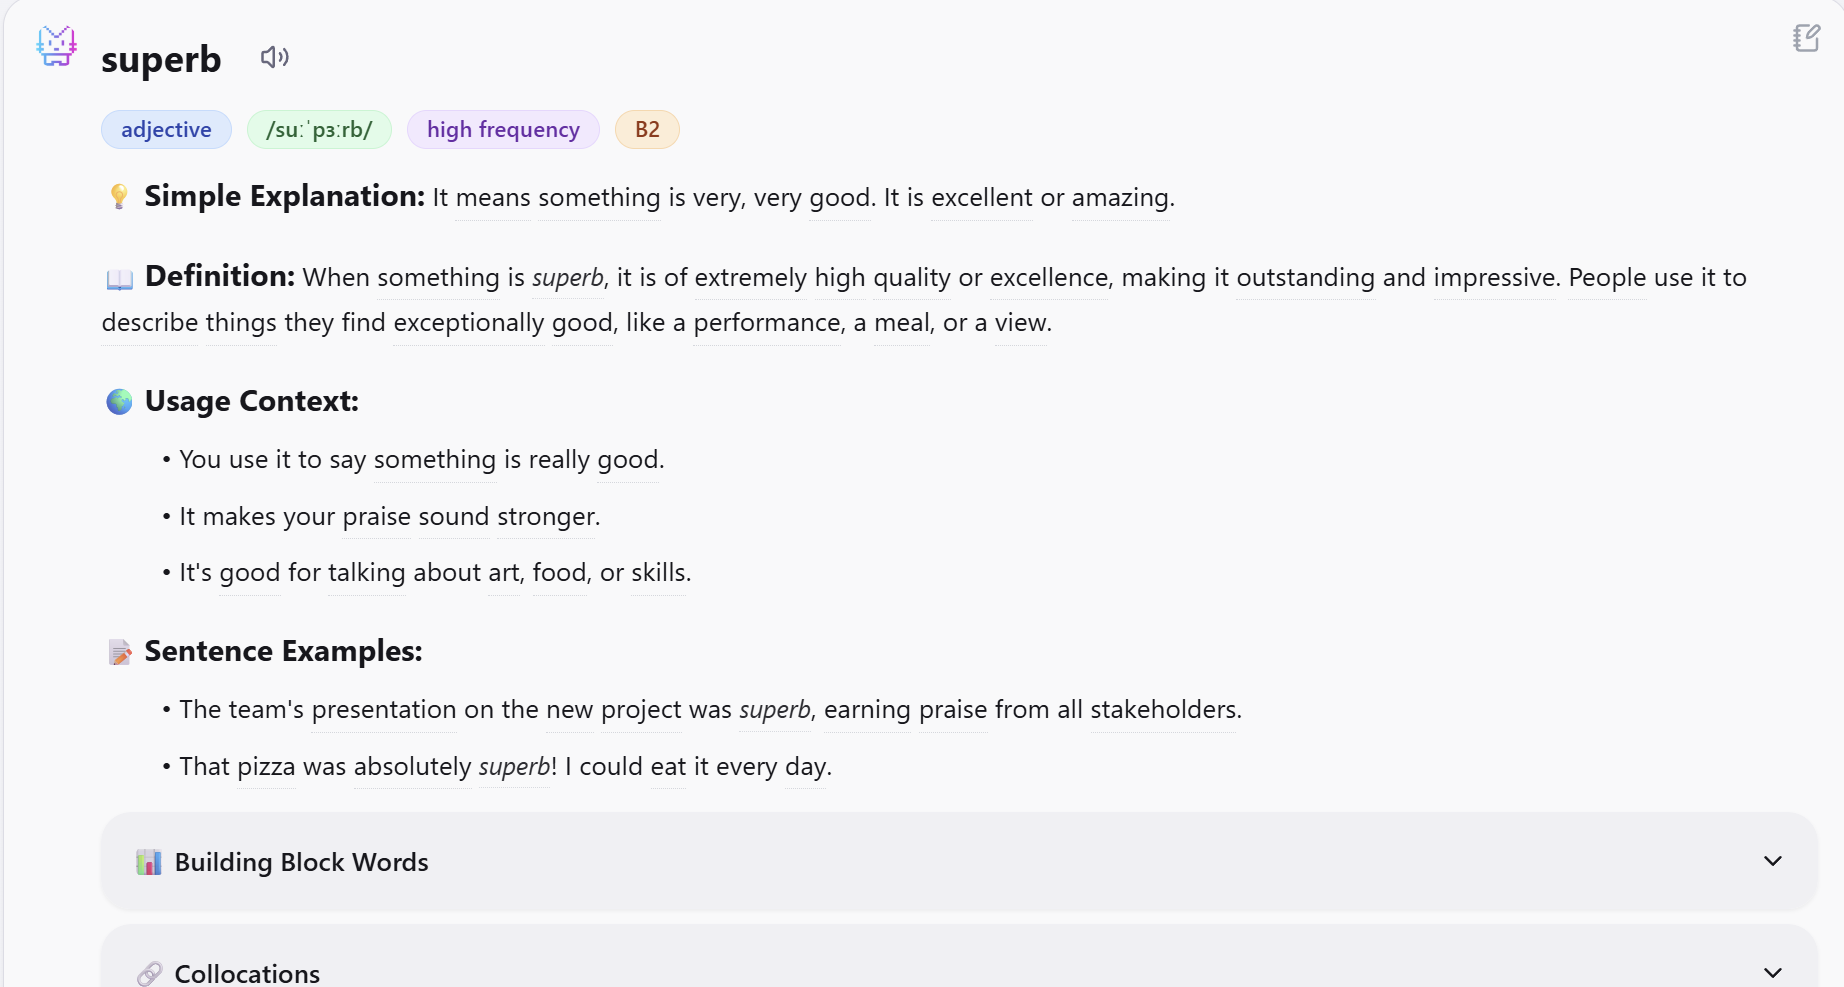 superb
adjective /suːˈpɜːrb/ high frequency B2
💡 Simple Explanation: It means something is very, very good. It is excellent or amazing.
📖 Definition: When something is superb, it is of extremely high quality or excellence, making it outstanding and impressive. People use it to
describe things they find exceptionally good, like a performance, a meal, or a view.
🌍 Usage Context:
• You use it to say something is really good.
• It makes your praise sound stronger.
• It's good for talking about art, food, or skills.
📝 Sentence Examples:
• The team's presentation on the new project was superb, earning praise from all stakeholders.
• That pizza was absolutely superb! I could eat it every day.
📊 Building Block Words
🔗 Collocations